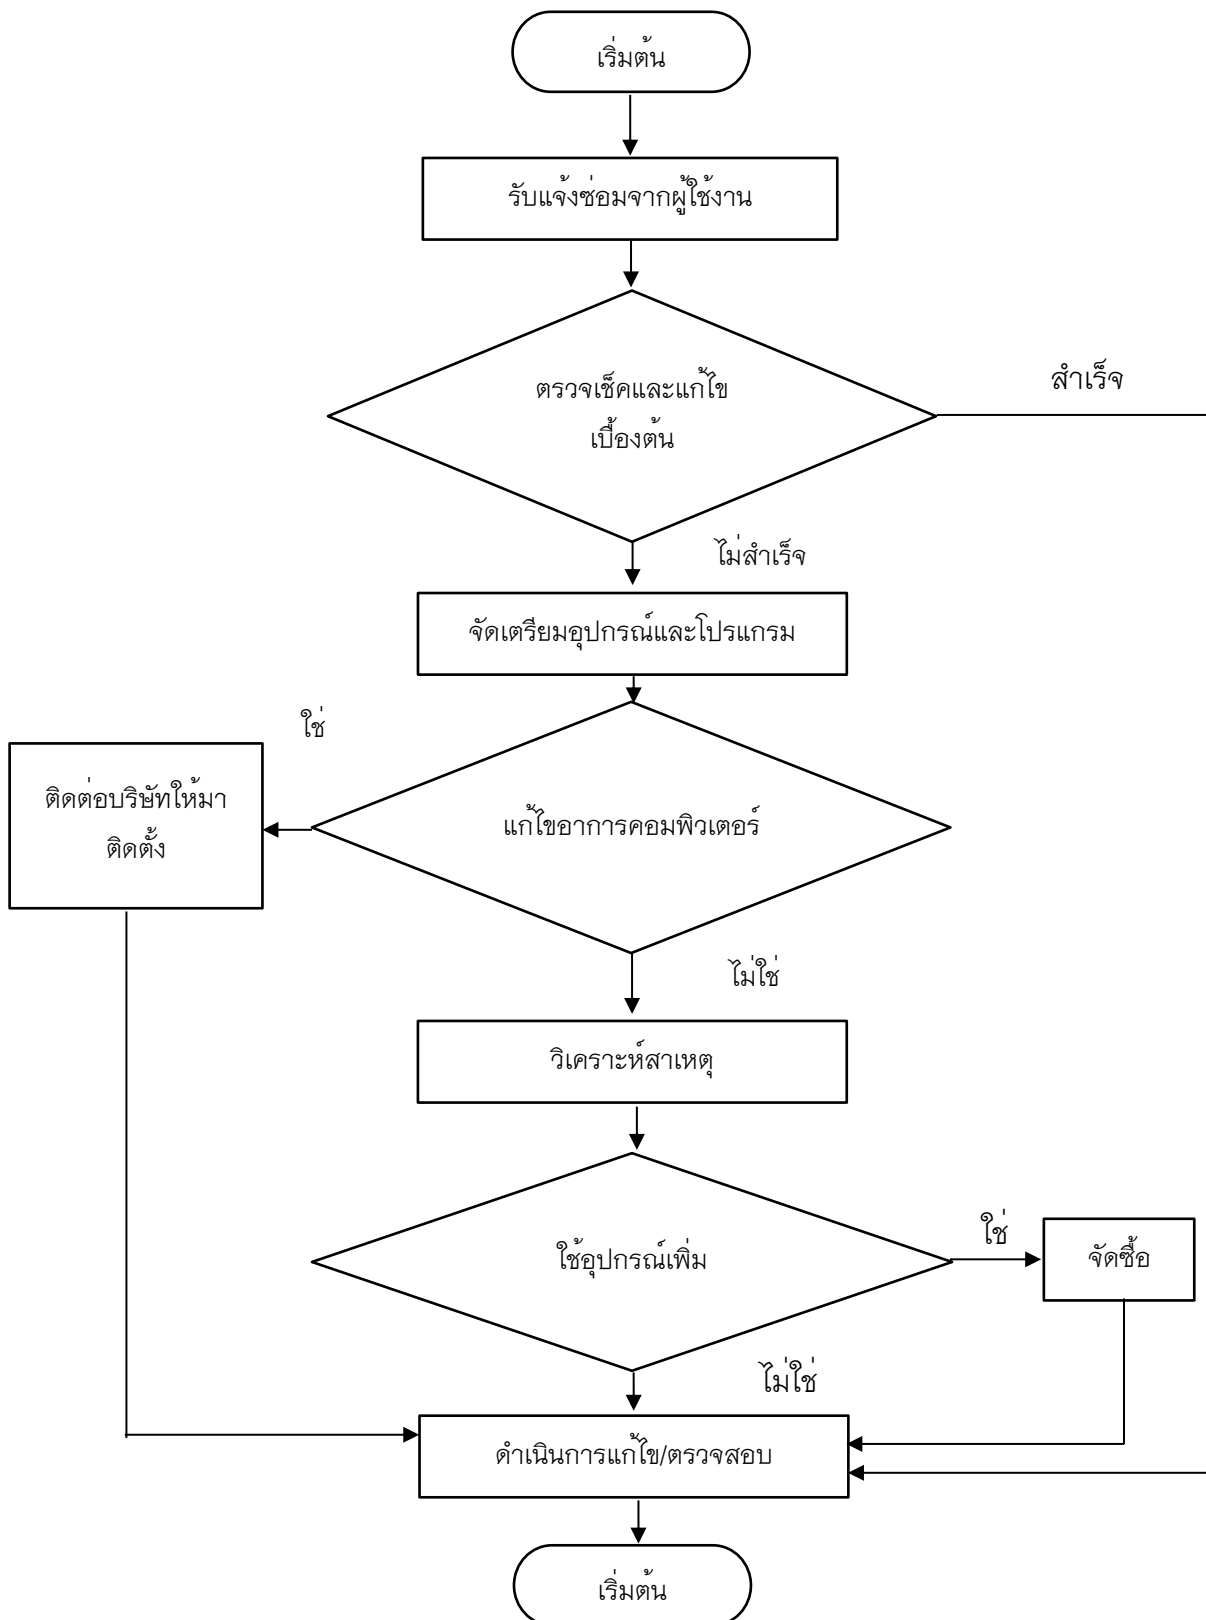 เริ่มต้น
รับแจ้งซ่อมจากผู้ใช้งาน
ตรวจเช็คและแก้ไข
เบื้องต้น
สำเร็จ
ไม่สำเร็จ
จัดเตรียมอุปกรณ์และโปรแกรม
ใช่
ติดต่อบริษัทให้มา
ติดตั้ง
แก้ไขอาการคอมพิวเตอร์
ไม่ใช่
วิเคราะห์สาเหตุ
ใช้อุปกรณ์เพิ่ม
ใช่
จัดซื้อ
ไม่ใช่
ดำเนินการแก้ไข/ตรวจสอบ
เริ่มต้น